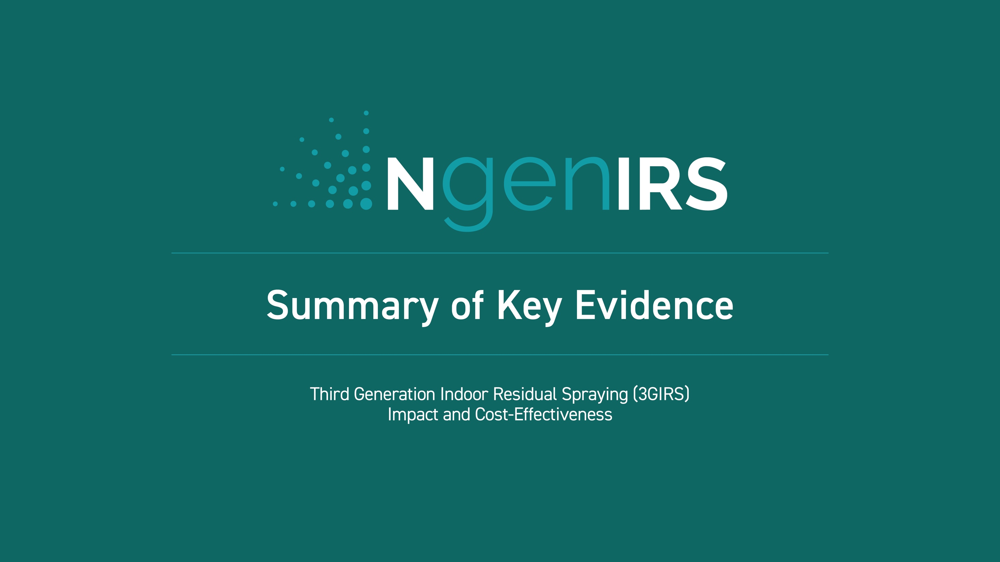 NgenIRS
Summary of Key Evidence
Third Generation Indoor Residual Spraying (3GIRS)
Impact and Cost-Effectiveness